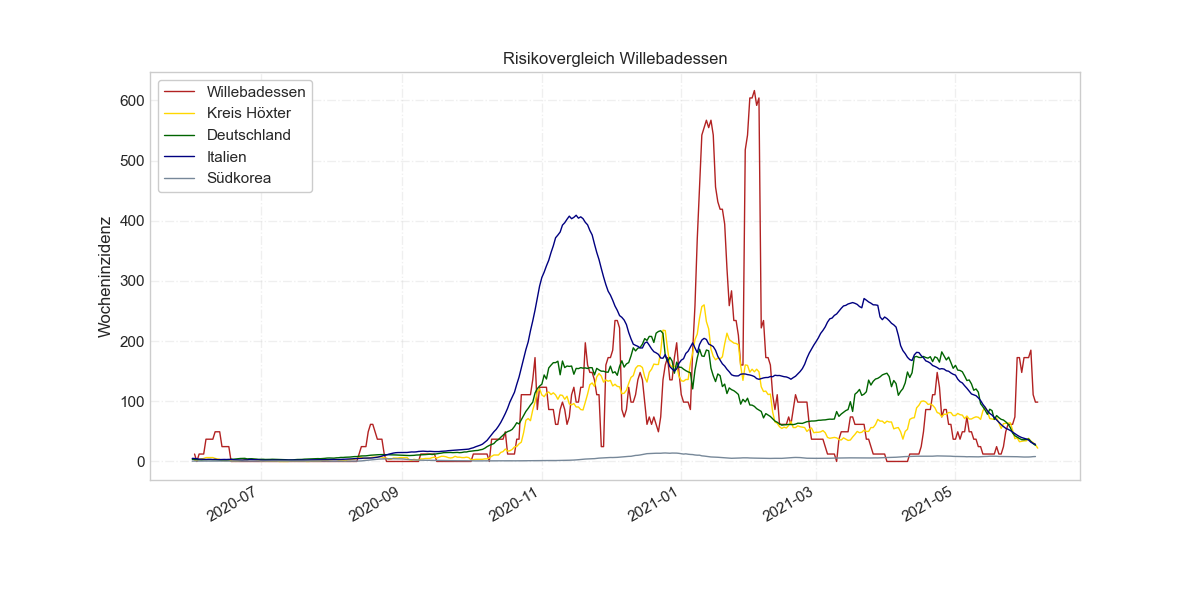 Risikovergleich Willebadessen
Willebadessen
Kreis Höxter
Deutschland
Italien
Südkorea
Wocheninzidenz
600
500
400
300
200
100
0
2020-07
2020-09
2020-11
2021-01
2021-03
2021-05